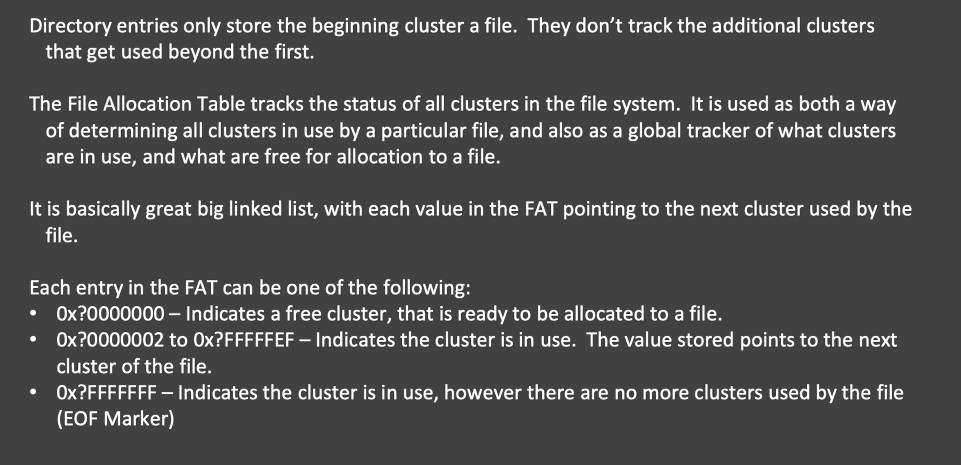 Directory entries only store the beginning cluster a file.  They don’t track the additional clusters
that get used beyond the first.
The File Allocation Table tracks the status of all clusters in the file system.  It is used as both a way
of determining all clusters in use by a particular file, and also as a global tracker of what clusters
are in use, and what are free for allocation to a file.
It is basically great big linked list, with each value in the FAT pointing to the next cluster used by the
file.
Each entry in the FAT can be one of the following:
• 0x?0000000 – Indicates a free cluster, that is ready to be allocated to a file.
• 0x?0000002 to 0x?FFFFFEF – Indicates the cluster is in use.  The value stored points to the next
cluster of the file.
• 0x?FFFFFFF – Indicates the cluster is in use, however there are no more clusters used by the file
(EOF Marker)